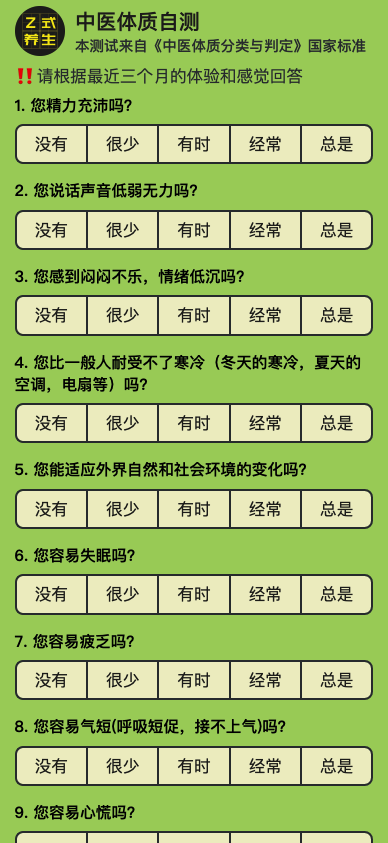 乙式
养生
中医体质自测
本测试来自《中医体质分类与判定》国家标准
‼️请根据最近三个月的体验和感觉回答
1. 您精力充沛吗?
没有 很少 有时 经常 总是
2. 您说话声音低弱无力吗?
没有 很少 有时 经常 总是
3. 您感到闷闷不乐，情绪低沉吗?
没有 很少 有时 经常 总是
4. 您比一般人耐受不了寒冷（冬天的寒冷，夏天的
空调，电扇等）吗?
没有 很少 有时 经常 总是
5. 您能适应外界自然和社会环境的变化吗?
没有 很少 有时 经常 总是
6. 您容易失眠吗?
没有 很少 有时 经常 总是
7. 您容易疲乏吗?
没有 很少 有时 经常 总是
8. 您容易气短(呼吸短促，接不上气)吗?
没有 很少 有时 经常 总是
9. 您容易心慌吗?